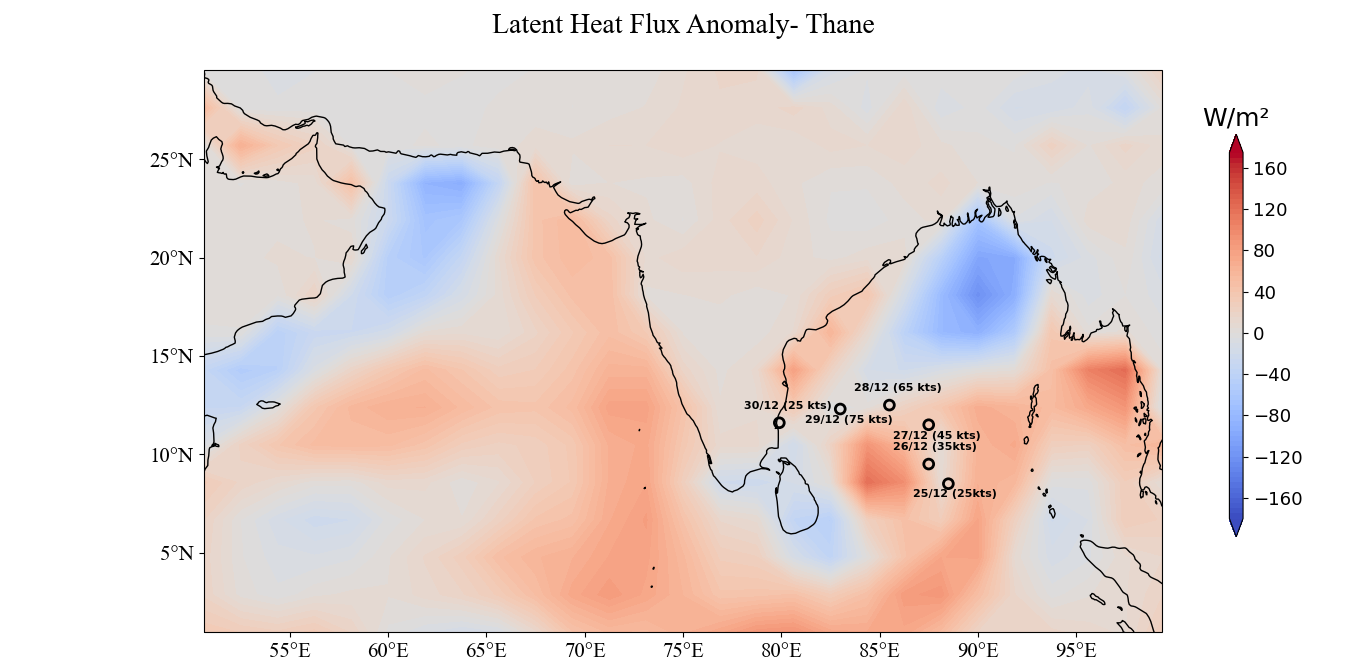 Latent Heat Flux Anomaly- Thane
W/m²
25°N
20°N
15°N
10°N
5°N
28/12 (65 kts)
30/12 (25 kts)
29/12 (75 kts)
27/12 (45 kts)
26/12 (35kts)
25/12 (25kts)
160
120
80
40
0
−40
−80
−120
−160
55°E
60°E
65°E
70°E
75°E
80°E
85°E
90°E
95°E